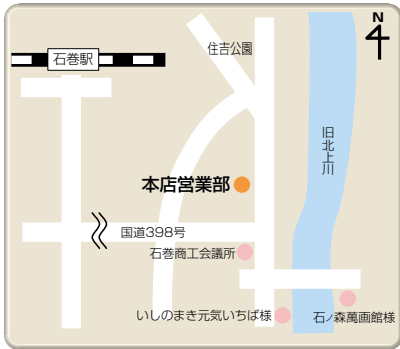 N
住吉公園
石巻駅
旧北上川
本店営業部
国道398号
石巻商工会議所
いしのまき元気いちば様
石ノ森萬画館様